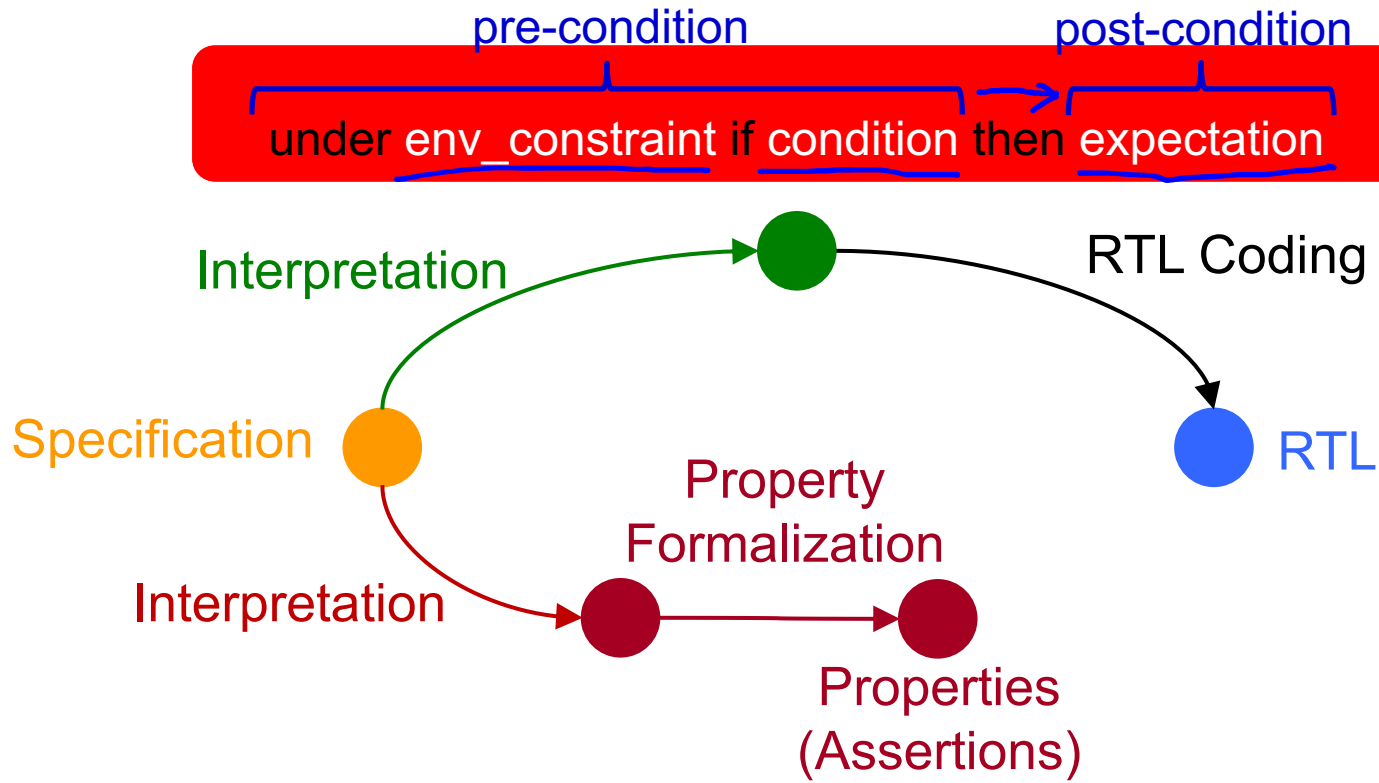 pre-condition post-condition
under env_constraint if condition then expectation
Interpretation
RTL Coding
Specification
RTL
Property
Formalization
Interpretation
Properties
(Assertions)